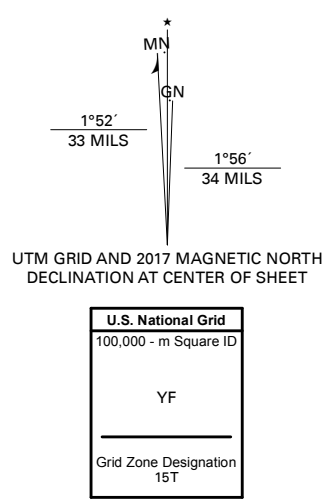 MN
GN
1°52´
33 MILS
1°56´
34 MILS
UTM GRID AND 2017 MAGNETIC NORTH
DECLINATION AT CENTER OF SHEET
U.S. National Grid
100,000 - m Square ID
YF
Grid Zone Designation
15T